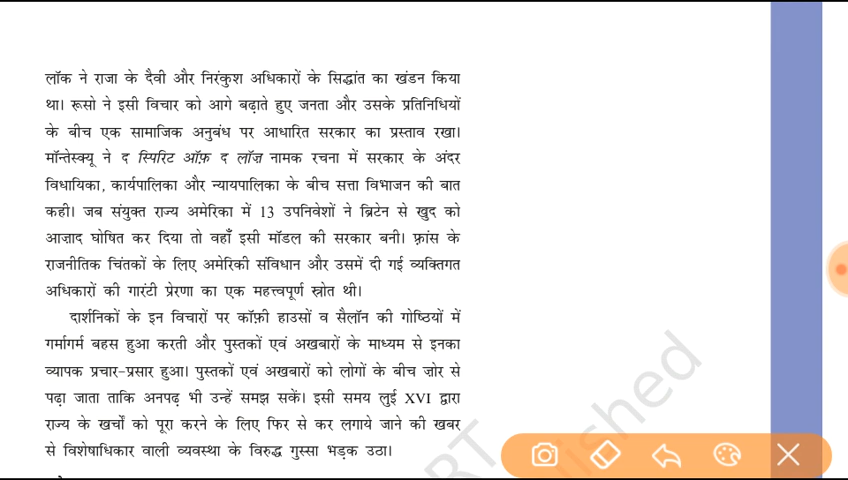 लॉक ने राजा के दैवी और निरंकुश अधिकारों के सिद्धांत का खंडन किया
था। रूसो ने इसी विचार को आगे बढ़ाते हुए जनता और उसके प्रतिनिधियों
के बीच एक सामाजिक अनुबंध पर आधारित सरकार का प्रस्ताव रखा।
मॉन्तेस्क्यू ने द स्पिरिट ऑफ़ द लॉज़ नामक रचना में सरकार के अंदर
विधायिका, कार्यपालिका और न्यायपालिका के बीच सत्ता विभाजन की बात
कही। जब संयुक्त राज्य अमेरिका में 13 उपनिवेशों ने ब्रिटेन से खुद को
आज़ाद घोषित कर दिया तो वहाँ इसी मॉडल की सरकार बनी। फ़्रांस के
राजनीतिक चिंतकों के लिए अमेरिकी संविधान और उसमें दी गई व्यक्तिगत
अधिकारों की गारंटी प्रेरणा का एक महत्त्वपूर्ण स्रोत थी।
दार्शनिकों के इन विचारों पर कॉफ़ी हाउसों व सैलॉन की गोष्ठियों में
गर्मागर्म बहस हुआ करती और पुस्तकों एवं अखबारों के माध्यम से इनका
व्यापक प्रचार-प्रसार हुआ। पुस्तकों एवं अखबारों को लोगों के बीच ज़ोर से
पढ़ा जाता ताकि अनपढ़ भी उन्हें समझ सकें। इसी समय लुई XVI द्वारा
राज्य के खर्चों को पूरा करने के लिए फिर से कर लगाये जाने की खबर
से विशेषाधिकार वाली व्यवस्था के विरुद्ध गुस्सा भड़क उठा।